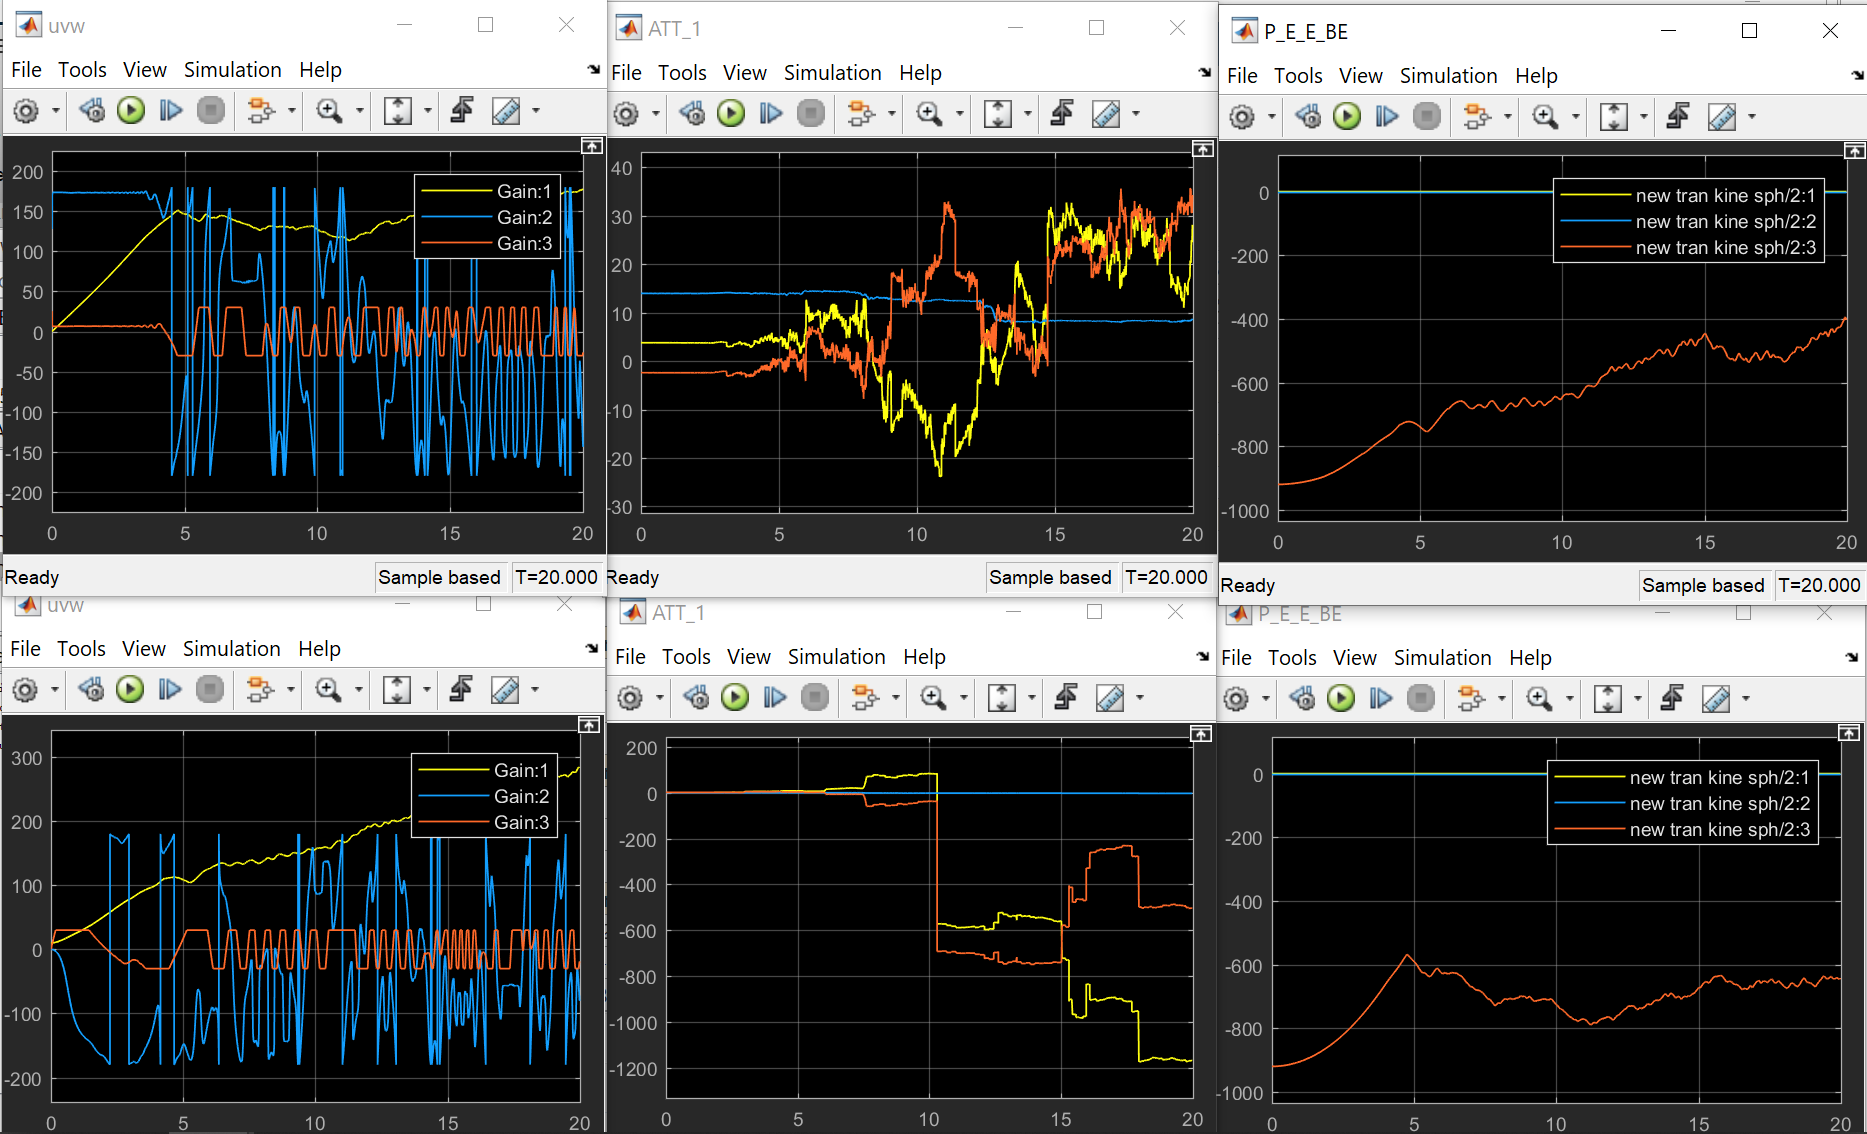 uvw
File Tools View Simulation Help
200
150
100
50
0
-50
-100
-150
-200
Gain:1
Gain:2
Gain:3
0 5 10 15 20
Ready Sample based T=20.000
ATT_1
File Tools View Simulation Help
40
30
20
10
0
-10
-20
-30
0 5 10 15 20
Ready Sample based T=20.000
P_E_E_BE
File Tools View Simulation Help
0
-200
-400
-600
-800
-1000
new tran kine sph/2:1
new tran kine sph/2:2
new tran kine sph/2:3
0 5 10 15 20
Ready Sample based T=20.000
uvw
File Tools View Simulation Help
300
200
100
0
-100
-200
Gain:1
Gain:2
Gain:3
0 5 10 15 20
ATT_1
File Tools View Simulation Help
200
0
-200
-400
-600
-800
-1000
-1200
0 5 10 15 20
P_E_E_BE
File Tools View Simulation Help
0
-200
-400
-600
-800
-1000
new tran kine sph/2:1
new tran kine sph/2:2
new tran kine sph/2:3
0 5 10 15 20